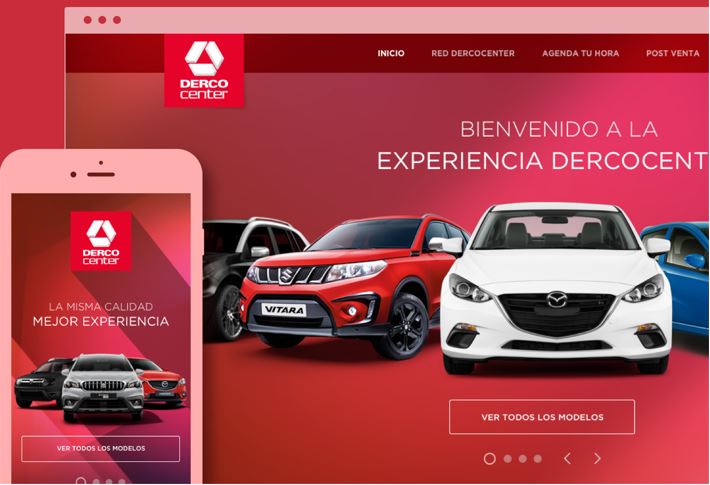 DERCO
center
INICIO
RED DERCOCENTER
AGENDA TU HORA
POST VENTA
BIENVENIDO A LA
EXPERIENCIA DERCOCENT
VITARA
VER TODOS LOS MODELOS
DERCO
center
LA MISMA CALIDAD
MEJOR EXPERIENCIA
VER TODOS LOS MODELOS